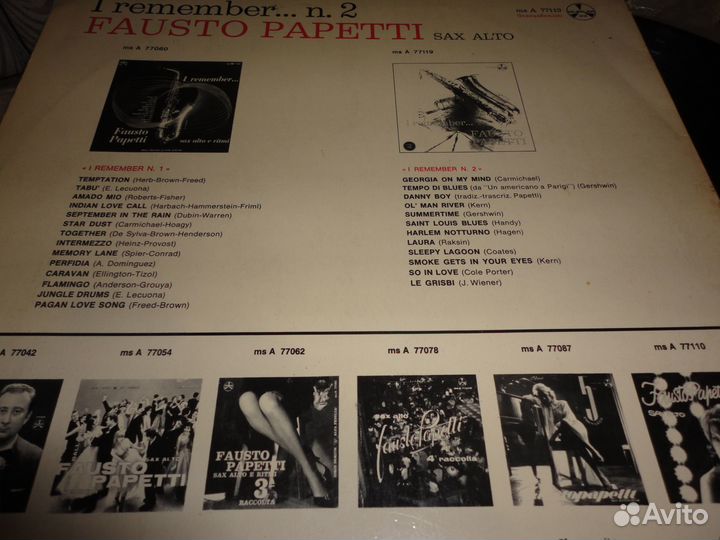 I remember... n. 2
FAUSTO PAPETTI SAX ALTO
ms A 77119
ms A 77060
ms A 77119
I remember...
Fausto Papetti
sax alto e ritmi
I remember...
FAUSTO
PAPETTI
« I REMEMBER N. 1 »
TEMPTATION (Herb-Brown-Freed)
TABU' (E. Lecuona)
AMADO MIO (Roberts-Fisher)
INDIAN LOVE CALL (Harbach-Hammerstein-Friml)
SEPTEMBER IN THE RAIN (Dubin-Warren)
STAR DUST (Carmichael-Hoagy)
TOGETHER (De Sylva-Brown-Henderson)
INTERMEZZO (Heinz-Provost)
MEMORY LANE (Spier-Conrad)
PERFIDIA (A. Dominguez)
CARAVAN (Ellington-Tizol)
FLAMINGO (Anderson-Grouya)
JUNGLE DRUMS (E. Lecuona)
PAGAN LOVE SONG (Freed-Brown)
« I REMEMBER N. 2 »
GEORGIA ON MY MIND (Carmichael)
TEMPO DI BLUES (da "Un americano a Parigi") (Gershwin)
DANNY BOY (tradiz.-trascriz. Papetti)
OL' MAN RIVER (Kern)
SUMMERTIME (Gershwin)
SAINT LOUIS BLUES (Handy)
HARLEM NOTTURNO (Hagen)
LAURA (Raksin)
SLEEPY LAGOON (Coates)
SMOKE GETS IN YOUR EYES (Kern)
SO IN LOVE (Cole Porter)
LE GRISBI (J. Wiener)
A 77042
ms A 77054
ms A 77062
ms A 77078
ms A 77087
ms A 77110
SAX ALTO
FAUSTO
PAPETTI
FAUSTO
PAPETTI
SAX ALTO E RITMI
3ª
RACCOLTA
sax alto
fausto Papetti
4ª raccolta
topapetti
Fausto Papet
Avito